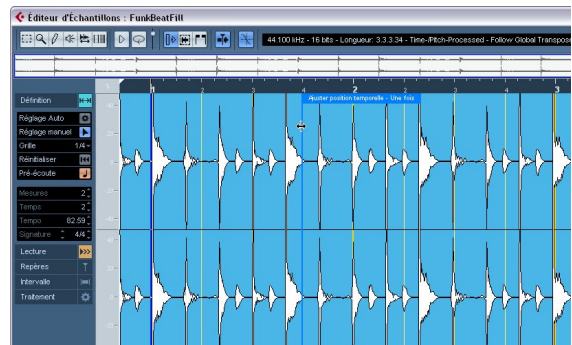 Éditeur d'Échantillons : FunkBeatFill
44.100 kHz - 16 bits - Longueur: 3.3.3.34 - Time-/Pitch-Processed - Follow Global Transpose
1 2 2 2 3 4 2 2 3 4 3
Définition
Ajuster position temporelle - Une fois
Réglage Auto
Réglage manuel
Grille 1/4
Réinitialiser
Pré-écoute
Mesures 2
Temps 2
Tempo 82.59
Signature 4/4
Lecture
Repères
Intervalle
Traitement